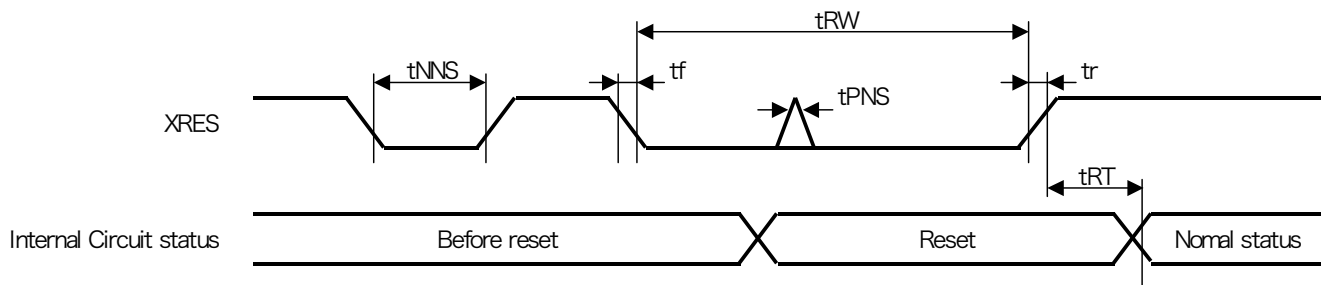 tRW
tNNS
tf
tr
tPNS
XRES
tRT
Internal Circuit status
Before reset
Reset
Nomal status